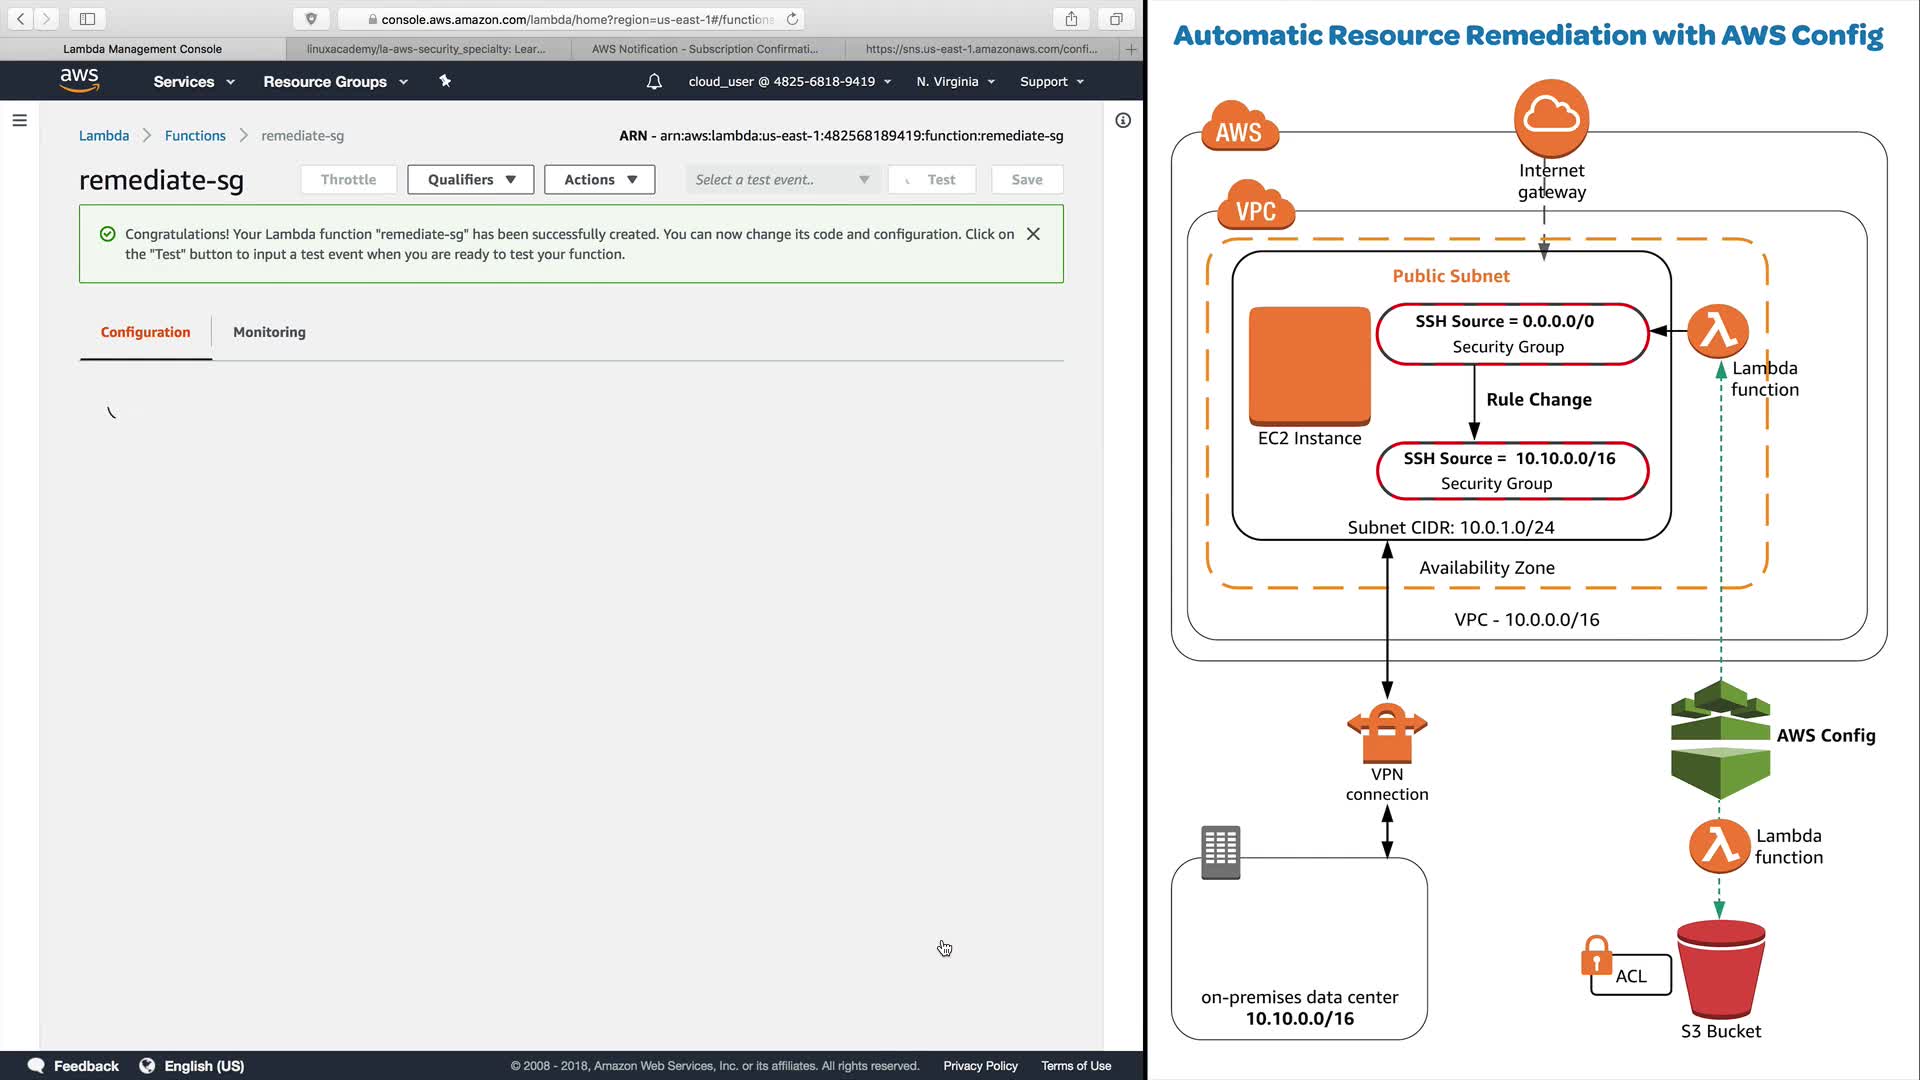 console.aws.amazon.com/lambda/home?region=us-east-1#/functions
Lambda Management Console
linuxacademy/la-aws-security_specialty: Lear...
AWS Notification - Subscription Confirmati...
https://sns.us-east-1.amazonaws.com/confi...
aws
Services
Resource Groups
cloud_user @ 4825-6818-9419
N. Virginia
Support
Lambda
Functions
remediate-sg
ARN - arn:aws:lambda:us-east-1:482568189419:function:remediate-sg
remediate-sg
Throttle
Qualifiers
Actions
Select a test event..
Test
Save
Congratulations! Your Lambda function "remediate-sg" has been successfully created. You can now change its code and configuration. Click on
the "Test" button to input a test event when you are ready to test your function.
Configuration
Monitoring
Feedback
English (US)
© 2008 - 2018, Amazon Web Services, Inc. or its affiliates. All rights reserved.
Privacy Policy
Terms of Use
Automatic Resource Remediation with AWS Config
AWS
Internet
gateway
VPC
Public Subnet
SSH Source = 0.0.0.0/0
Security Group
Lambda
function
Rule Change
EC2 Instance
SSH Source = 10.10.0.0/16
Security Group
Subnet CIDR: 10.0.1.0/24
Availability Zone
VPC - 10.0.0.0/16
AWS Config
VPN
connection
Lambda
function
ACL
on-premises data center
10.10.0.0/16
S3 Bucket